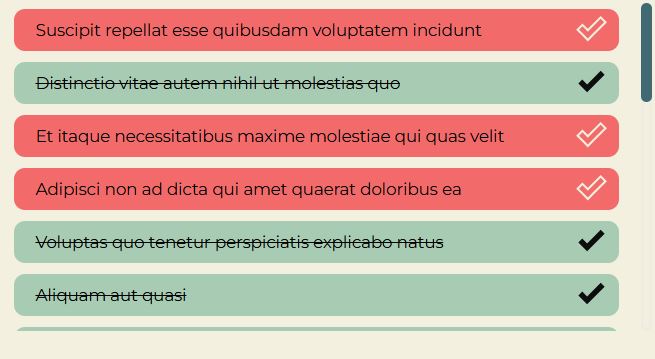 Suscipit repellat esse quibusdam voluptatem incidunt
Distinctio vitae autem nihil ut molestias quo
Et itaque necessitatibus maxime molestiae qui quas velit
Adipisci non ad dicta qui amet quaerat doloribus ea
Voluptas quo tenetur perspiciatis explicabo natus
Aliquam aut quasi